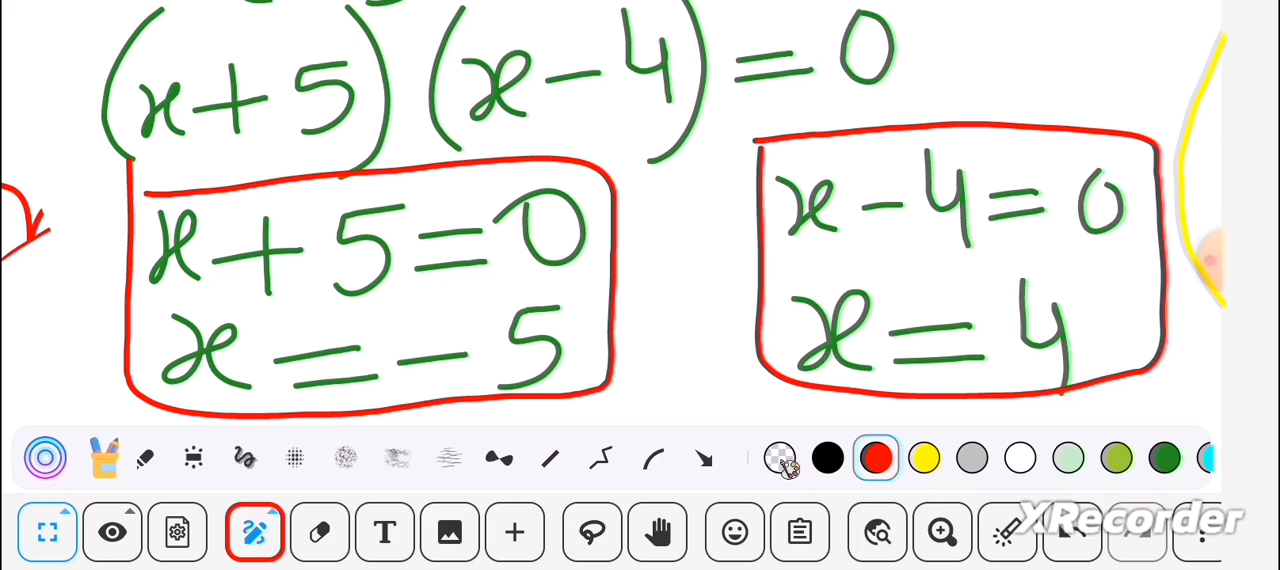 (x+5)(x-4)=0
x+5=0
x=-5
x-4=0
x=4
T
XRecorder